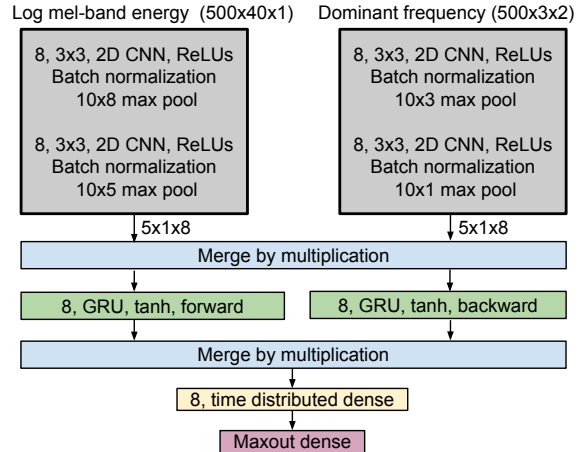 Log mel-band energy (500x40x1)
Dominant frequency (500x3x2)
8, 3x3, 2D CNN, ReLUs
Batch normalization
10x8 max pool
8, 3x3, 2D CNN, ReLUs
Batch normalization
10x5 max pool
8, 3x3, 2D CNN, ReLUs
Batch normalization
10x3 max pool
8, 3x3, 2D CNN, ReLUs
Batch normalization
10x1 max pool
5x1x8
5x1x8
Merge by multiplication
8, GRU, tanh, forward
8, GRU, tanh, backward
Merge by multiplication
8, time distributed dense
Maxout dense